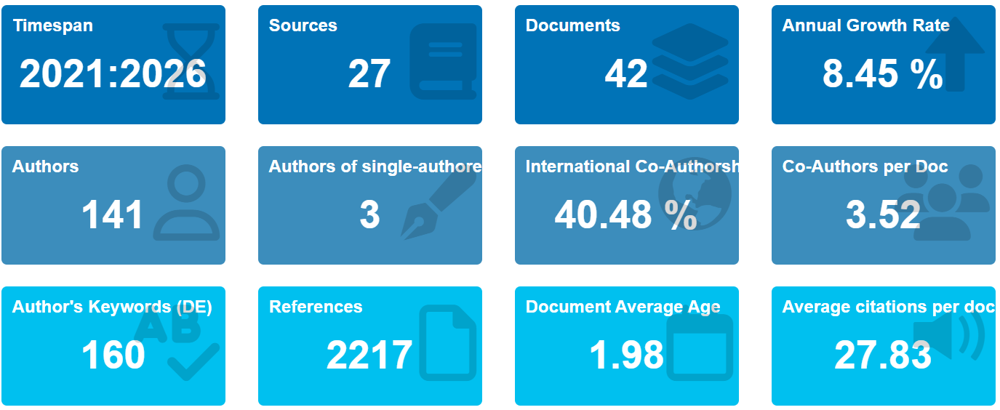 Timespan
2021:2026
Sources
27
Documents
42
Annual Growth Rate
8.45 %
Authors
141
Authors of single-authore
3
International Co-Authorsh
40.48 %
Co-Authors per Doc
3.52
Author's Keywords (DE)
160
References
2217
Document Average Age
1.98
Average citations per doc
27.83
AB